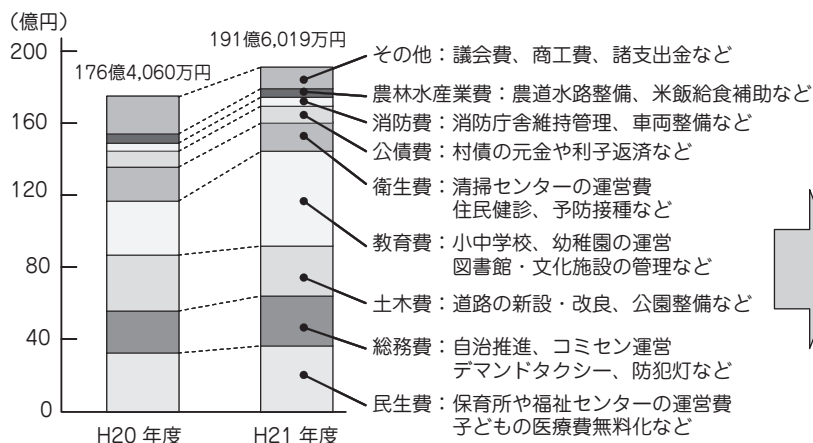 （億円）
200
160
120
80
40
0
176億4,060万円
191億6,019万円
H20 年度
H21 年度
その他：議会費、商工費、諸支出金など
農林水産業費：農道水路整備、米飯給食補助など
消防費：消防庁舎維持管理、車両整備など
公債費：村債の元金や利子返済など
衛生費：清掃センターの運営費
住民健診、予防接種など
教育費：小中学校、幼稚園の運営
図書館・文化施設の管理など
土木費：道路の新設・改良、公園整備など
総務費：自治推進、コミセン運営
デマンドタクシー、防犯灯など
民生費：保育所や福祉センターの運営費
子どもの医療費無料化など